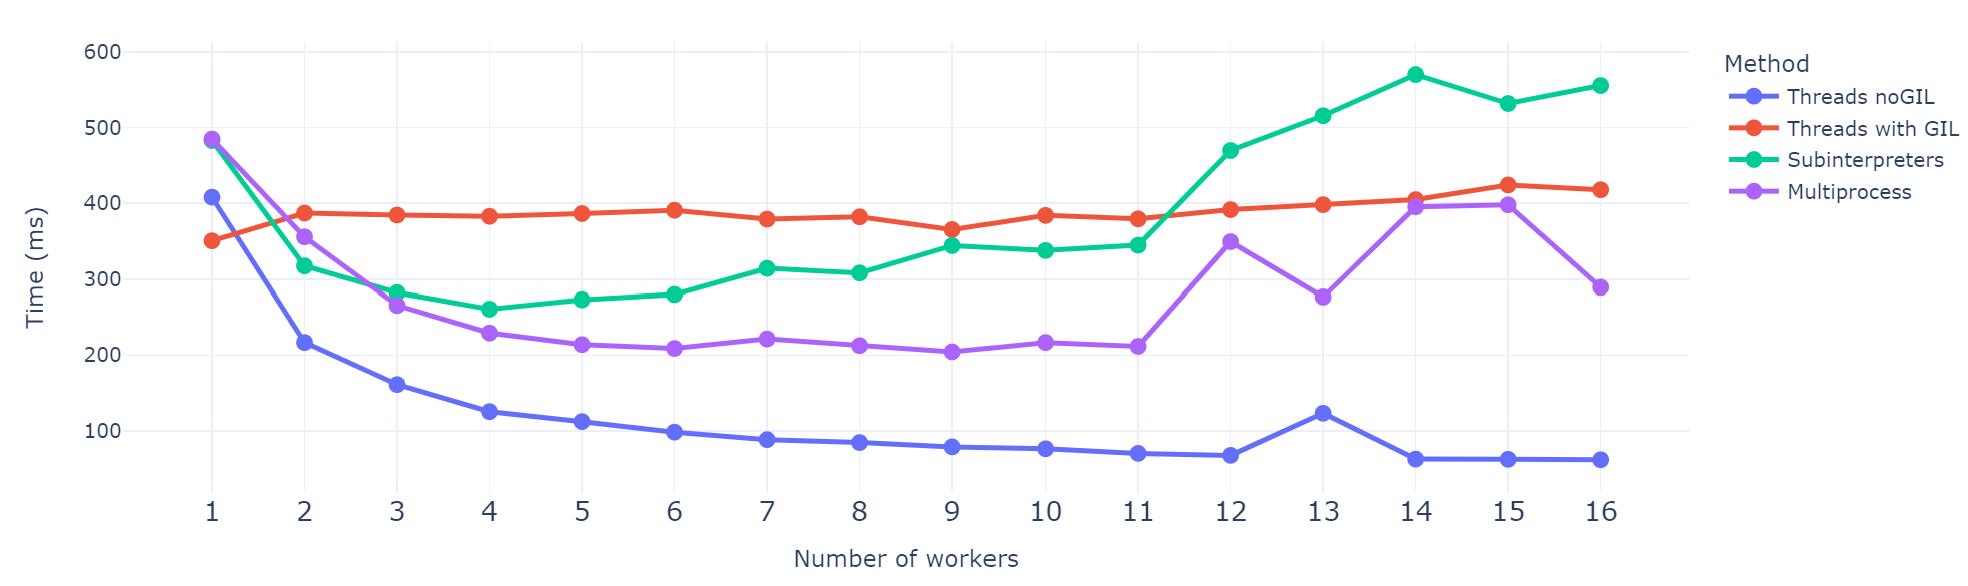 600
500
400
300
200
100
Time (ms)
1 2 3 4 5 6 7 8 9 10 11 12 13 14 15 16
Number of workers
Method
Threads noGIL
Threads with GIL
Subinterpreters
Multiprocess